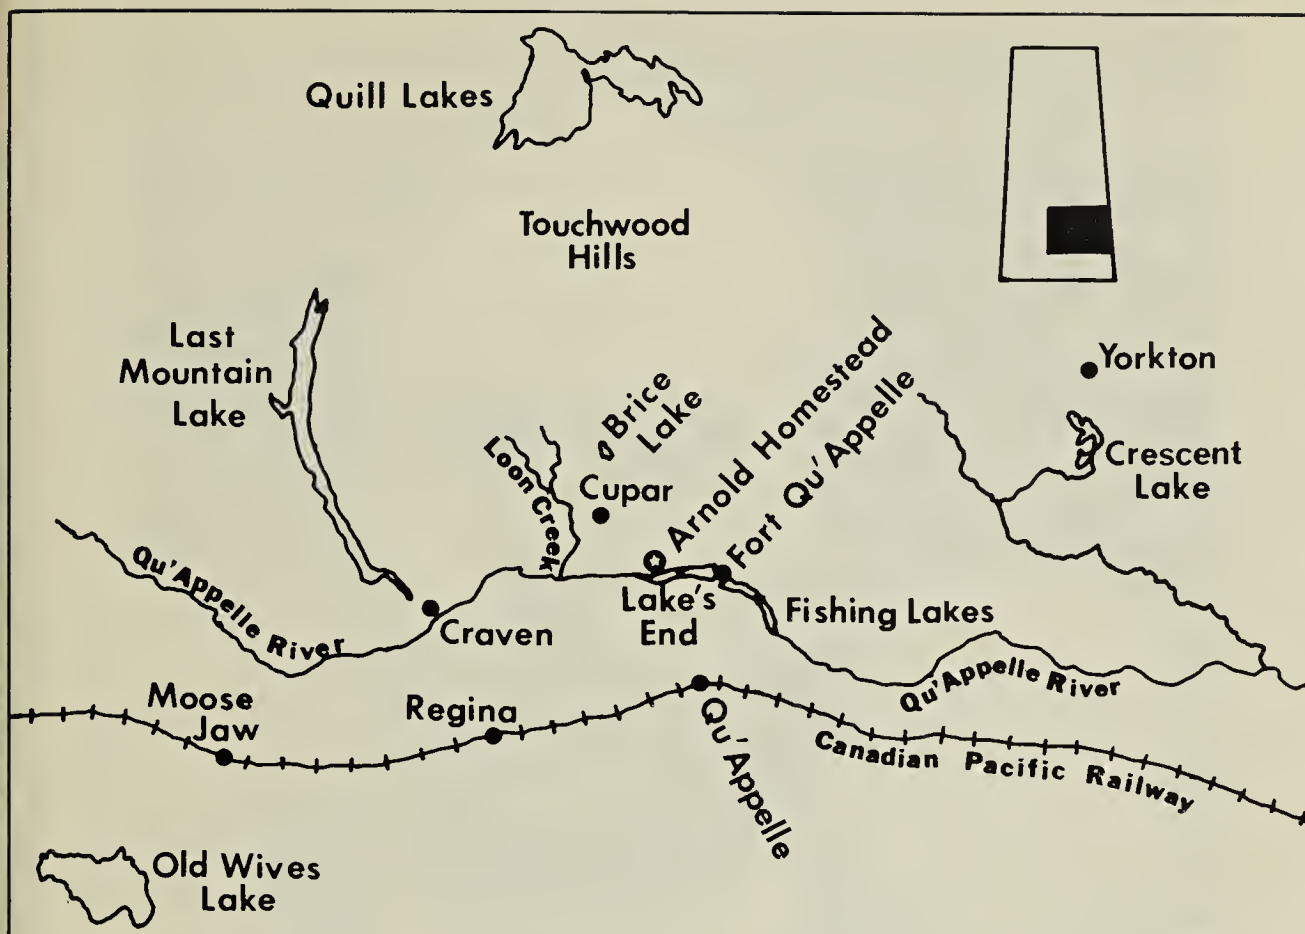 Quill Lakes
Touchwood
Hills
Last
Mountain
Lake
Yorkton
Crescent
Lake
Brice
Lake
Loon Creek
Cupar
Arnold Homestead
Fort Qu'Appelle
Qu'Appelle River
Craven
Lake's
End
Fishing Lakes
Qu'Appelle River
Moose
Jaw
Regina
Qu'Appelle
Canadian Pacific Railway
Old Wives
Lake